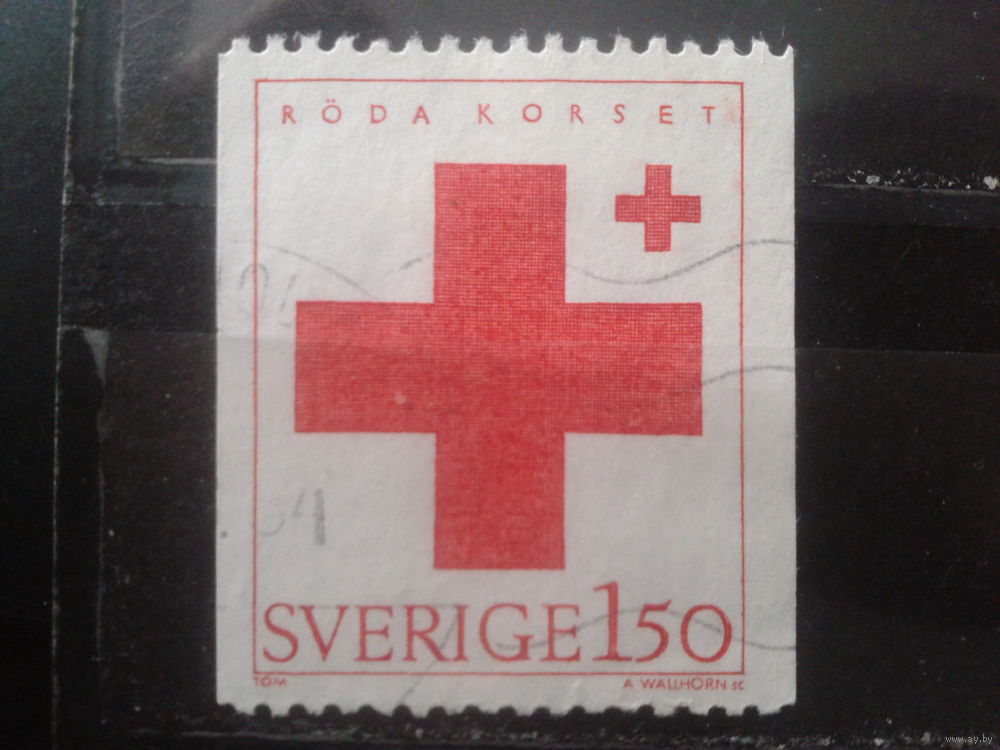 RÖDA KORSET
SVERIGE 150
TOM
A WALLHORN SC
www.ay.by